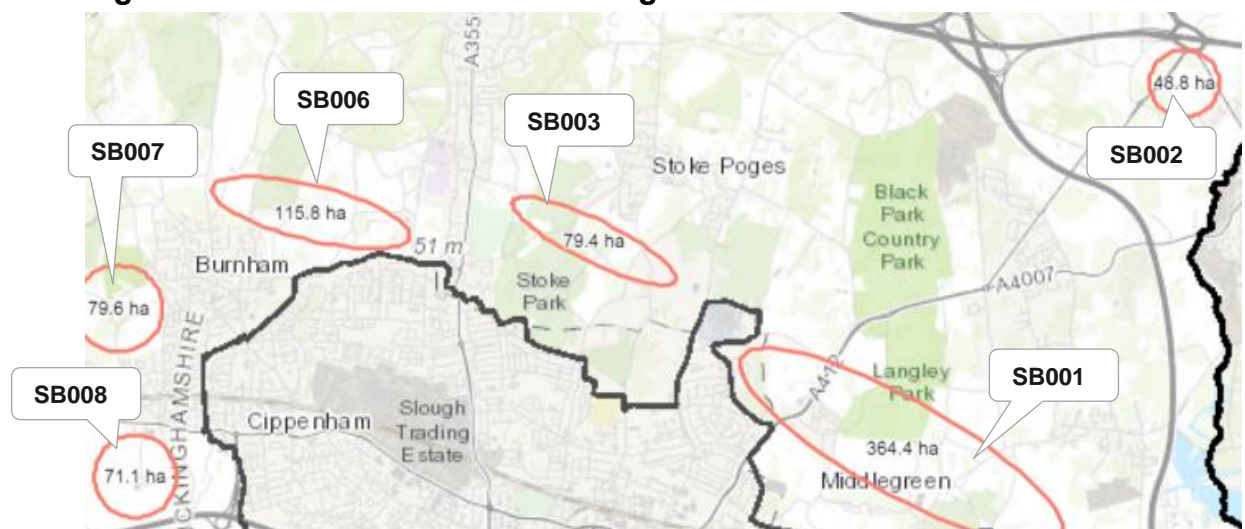 A355
SB006
SB003
48.8 ha
SB007
Stoke Poges
SB002
115.8 ha
79.4 ha
Black
Park
Country
Park
51 m
Burnham
Stoke
Park
A4007
79.6 ha
SB008
Langley
Park
SB001
A412
Cippenham
Slough
Trading
Estate
364.4 ha
71.1 ha
Middlegreen
CKINGHAMSHIRE